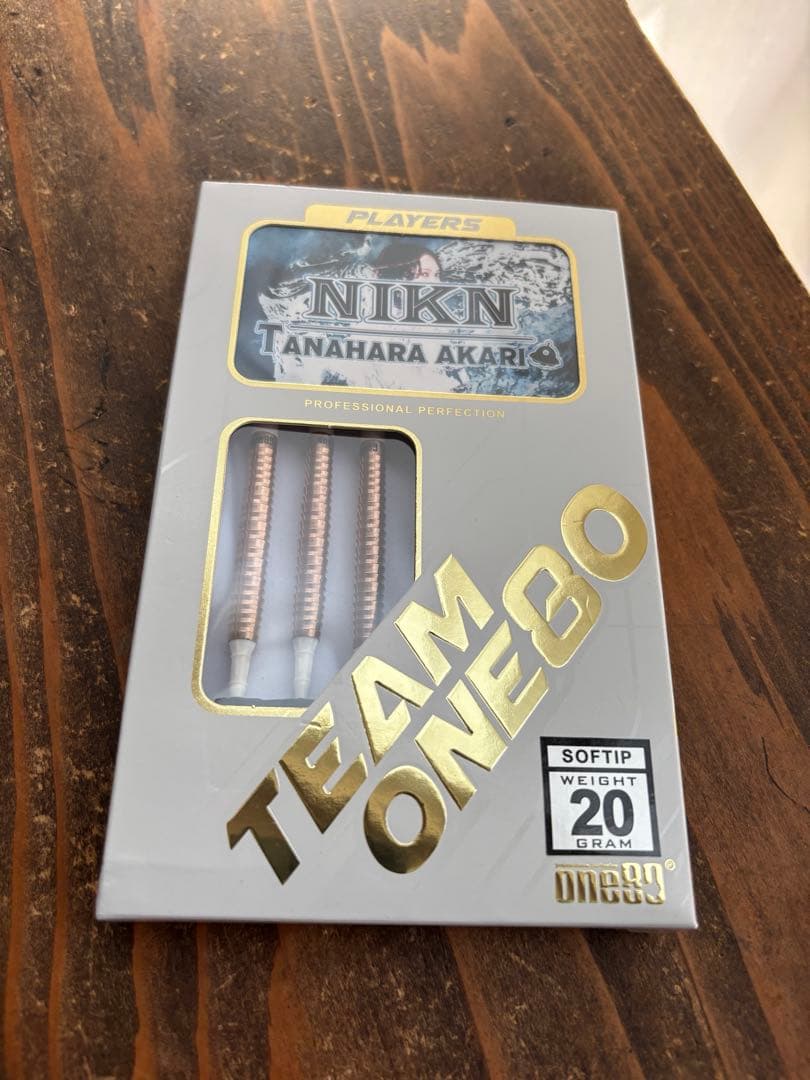 PLAYERS
NIKN
TANAHARA AKARI
PROFESSIONAL PERFECTION
TEAM
ONE80
SOFTIP
WEIGHT
20
GRAM
one80®